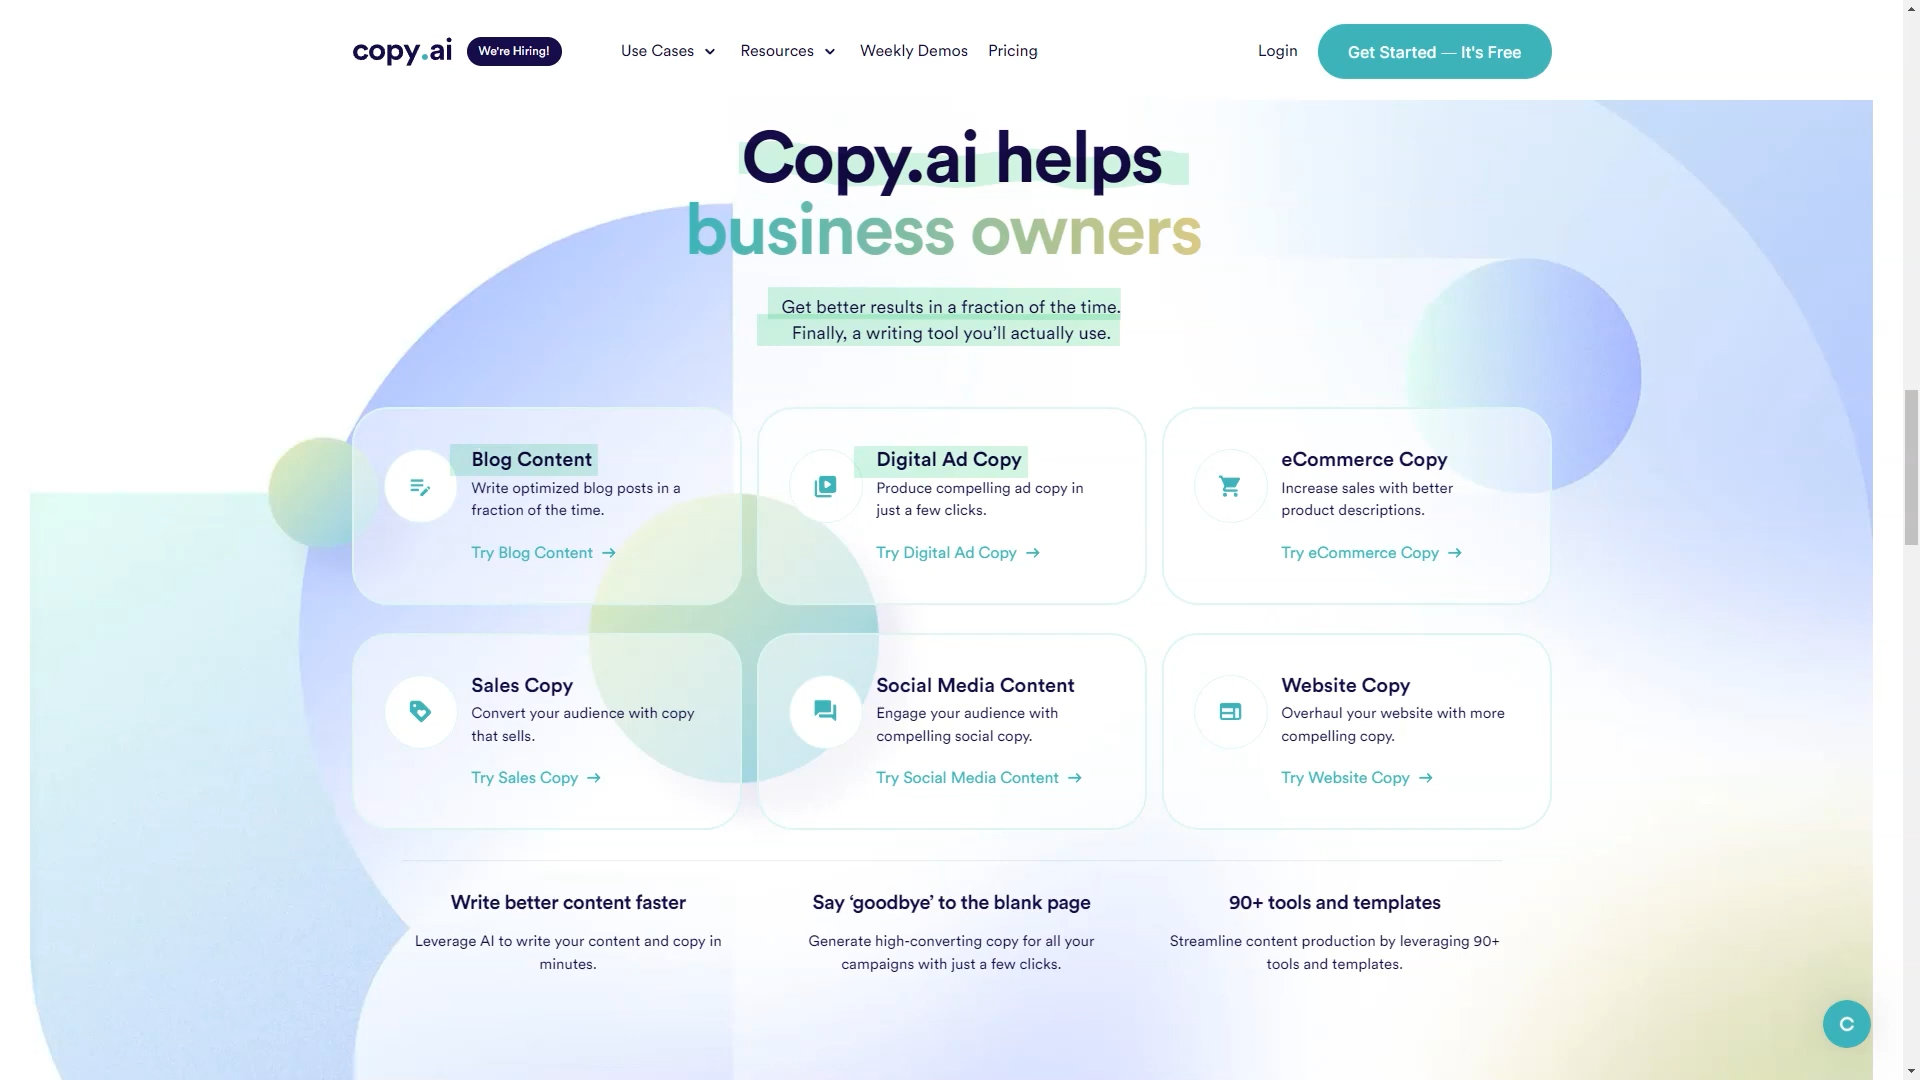 copy.ai We're Hiring! Use Cases Resources Weekly Demos Pricing Login Get Started — It's Free
Copy.ai helps
business owners
Get better results in a fraction of the time.
Finally, a writing tool you’ll actually use.
Blog Content
Write optimized blog posts in a
fraction of the time.
Try Blog Content →
Digital Ad Copy
Produce compelling ad copy in
just a few clicks.
Try Digital Ad Copy →
eCommerce Copy
Increase sales with better
product descriptions.
Try eCommerce Copy →
Sales Copy
Convert your audience with copy
that sells.
Try Sales Copy →
Social Media Content
Engage your audience with
compelling social copy.
Try Social Media Content →
Website Copy
Overhaul your website with more
compelling copy.
Try Website Copy →
Write better content faster
Leverage AI to write your content and copy in
minutes.
Say ‘goodbye’ to the blank page
Generate high-converting copy for all your
campaigns with just a few clicks.
90+ tools and templates
Streamline content production by leveraging 90+
tools and templates.
C